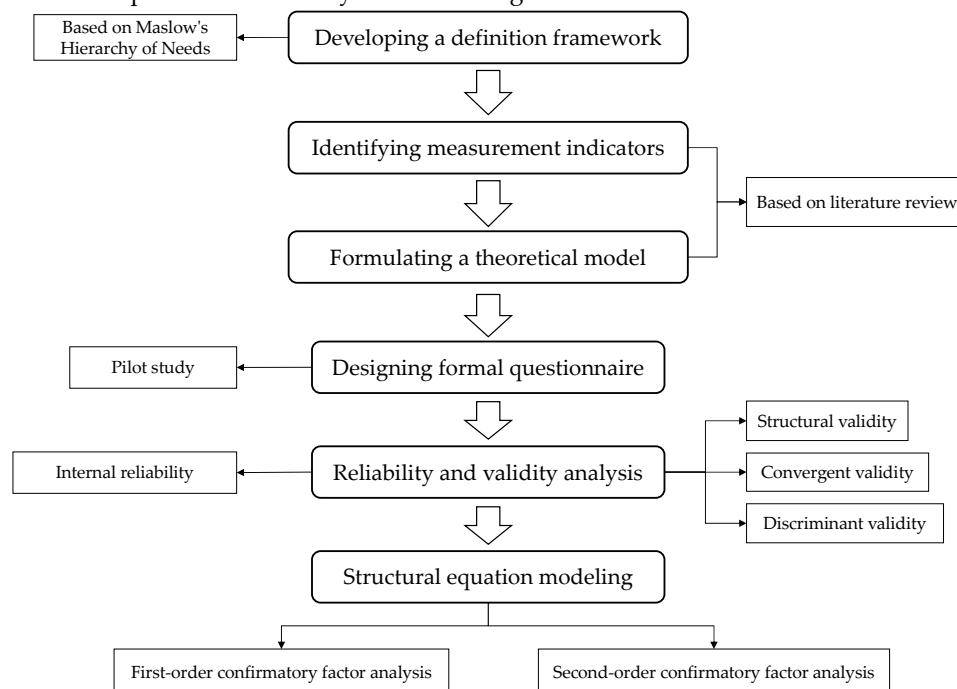 Based on Maslow's
Hierarchy of Needs
Developing a definition framework
Identifying measurement indicators
Based on literature review
Formulating a theoretical model
Pilot study
Designing formal questionnaire
Structural validity
Internal reliability
Reliability and validity analysis
Convergent validity
Discriminant validity
Structural equation modeling
First-order confirmatory factor analysis
Second-order confirmatory factor analysis